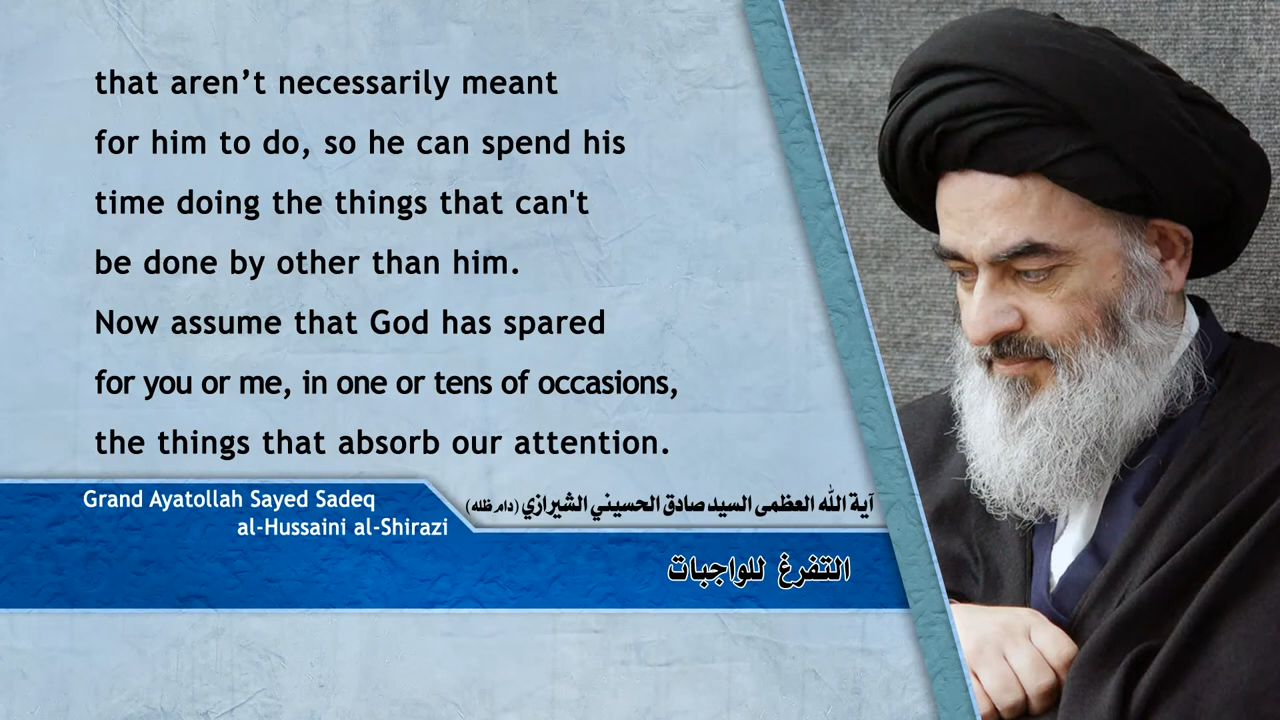 that aren’t necessarily meant
for him to do, so he can spend his
time doing the things that can't
be done by other than him.
Now assume that God has spared
for you or me, in one or tens of occasions,
the things that absorb our attention.
Grand Ayatollah Sayed Sadeq
al-Hussaini al-Shirazi
آية الله العظمى السيد صادق الحسيني الشيرازي (دام ظله)
التفرغ للواجبات